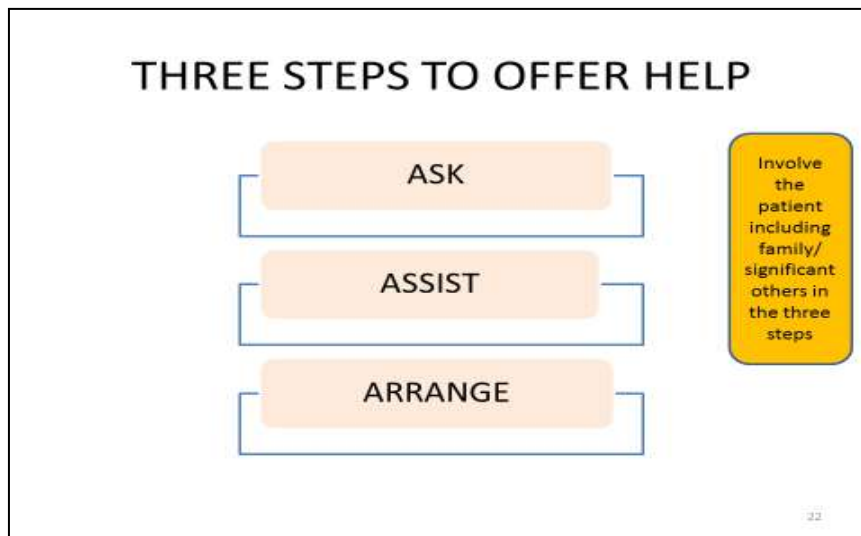 THREE STEPS TO OFFER HELP
ASK
ASSIST
ARRANGE
Involve
the
patient
including
family/
significant
others in
the three
steps
22